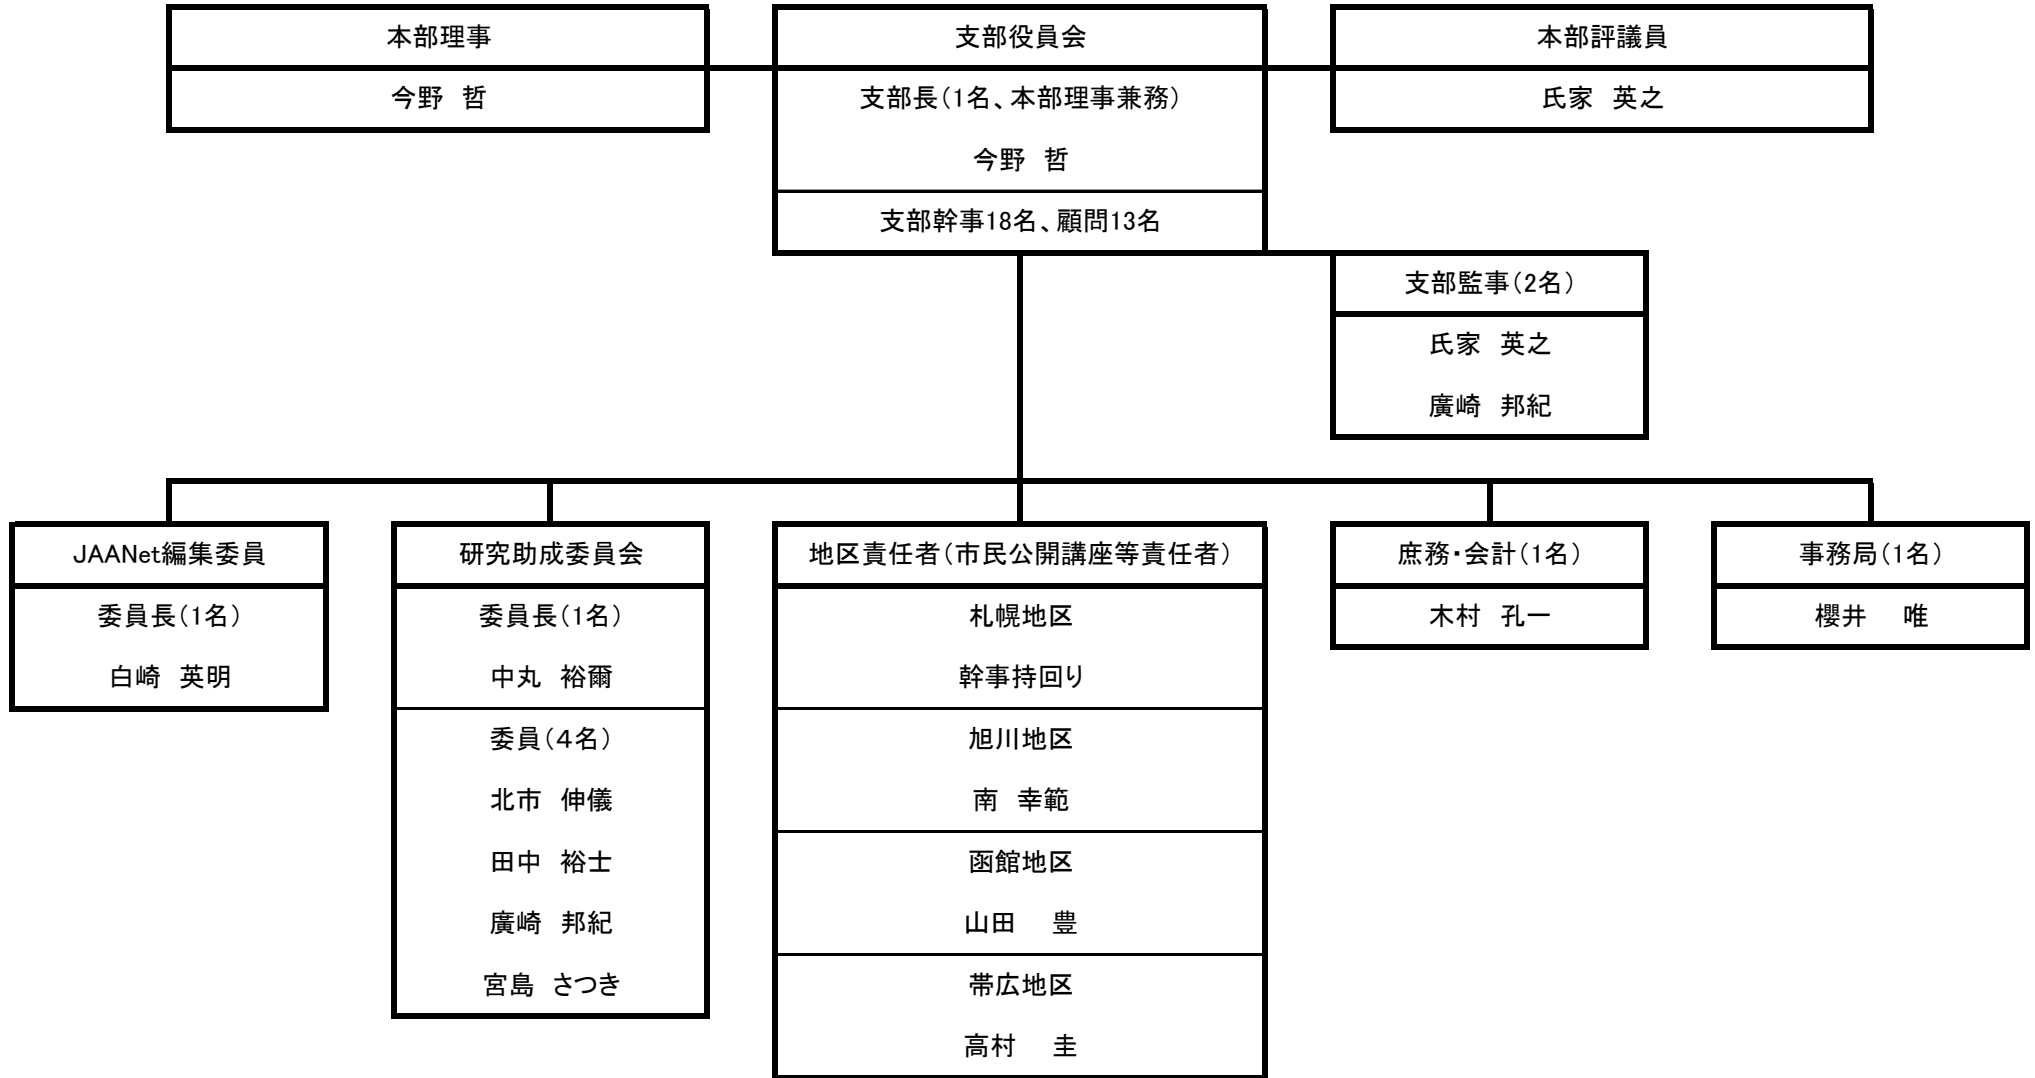 本部理事
今野　哲
支部役員会
支部長（1名、本部理事兼務）
今野　哲
支部幹事18名、顧問13名
本部評議員
氏家　英之
支部監事（2名）
氏家　英之
廣崎　邦紀
JAANet編集委員
委員長（1名）
白崎　英明
研究助成委員会
委員長（1名）
中丸　裕爾
委員（４名）
北市　伸儀
田中　裕士
廣崎　邦紀
宮島　さつき
地区責任者（市民公開講座等責任者）
札幌地区
幹事持回り
旭川地区
南　幸範
函館地区
山田　豊
帯広地区
高村　圭
庶務・会計（1名）
木村　孔一
事務局（1名）
櫻井　唯